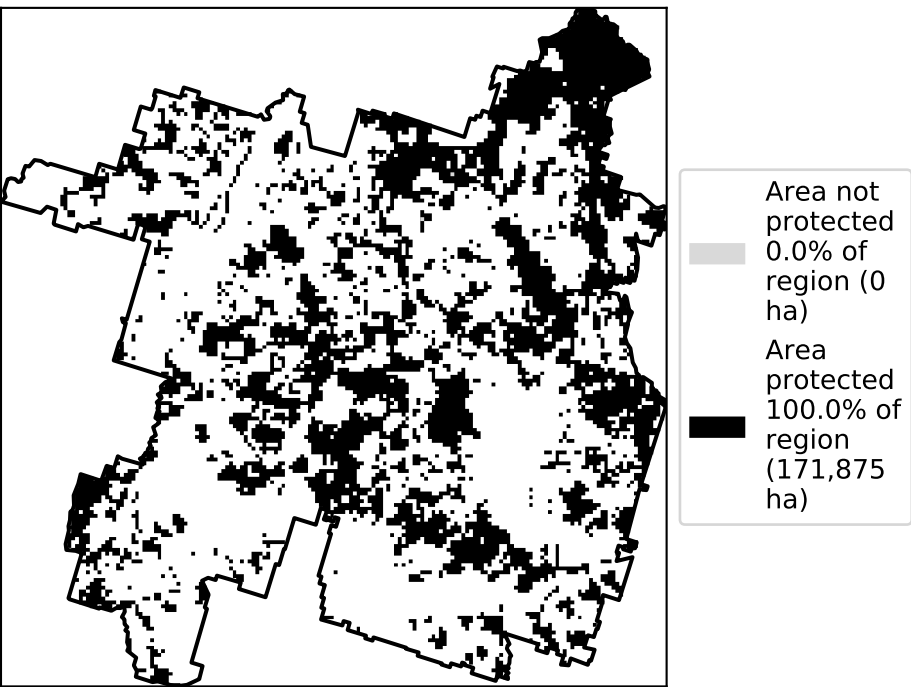 Area not
protected
0.0% of
region (0
ha)
Area
protected
100.0% of
region
(171,875
ha)